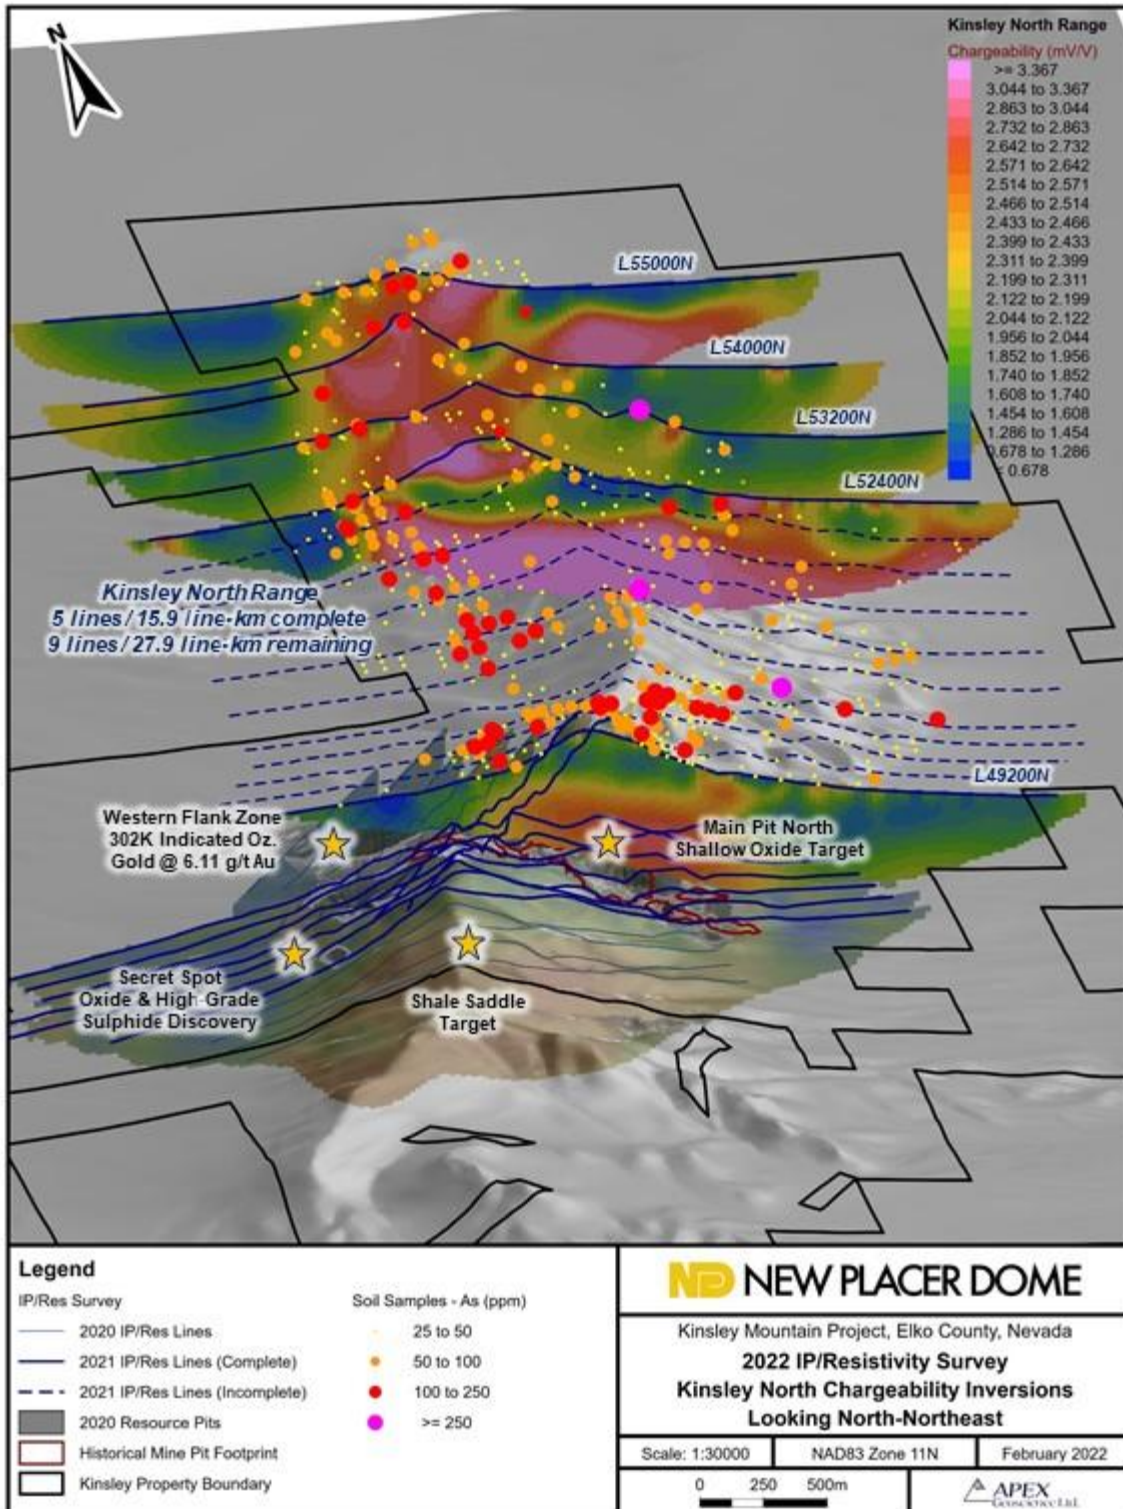 N
Kinsley North Range
Chargeability (mV/V)
>= 3.367
3.044 to 3.367
2.863 to 3.044
2.732 to 2.863
2.642 to 2.732
2.571 to 2.642
2.514 to 2.571
2.466 to 2.514
2.433 to 2.466
2.399 to 2.433
2.311 to 2.399
2.199 to 2.311
2.122 to 2.199
2.044 to 2.122
1.956 to 2.044
1.852 to 1.956
1.740 to 1.852
1.608 to 1.740
1.454 to 1.608
1.286 to 1.454
0.678 to 1.286
< 0.678
L55000N
L54000N
L53200N
L52400N
Kinsley North Range
5 lines / 15.9 line-km complete
9 lines / 27.9 line-km remaining
L49200N
Western Flank Zone
302K Indicated Oz.
Gold @ 6.11 g/t Au
Main Pit North
Shallow Oxide Target
Secret Spot
Oxide & High-Grade
Sulphide Discovery
Shale Saddle
Target
Legend
IP/Res Survey
2020 IP/Res Lines
2021 IP/Res Lines (Complete)
2021 IP/Res Lines (Incomplete)
2020 Resource Pits
Historical Mine Pit Footprint
Kinsley Property Boundary
Soil Samples - As (ppm)
25 to 50
50 to 100
100 to 250
>= 250
ND NEW PLACER DOME
Kinsley Mountain Project, Elko County, Nevada
2022 IP/Resistivity Survey
Kinsley North Chargeability Inversions
Looking North-Northeast
Scale: 1:30000 NAD83 Zone 11N February 2022
0 250 500m
APEX
Geoscience Ltd.